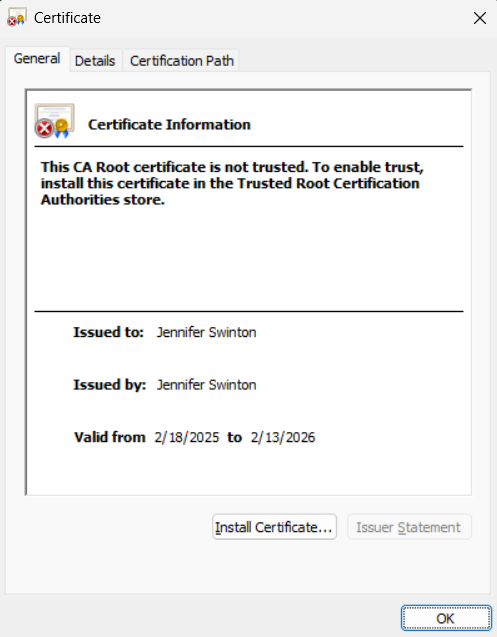 Certificate
General Details Certification Path
Certificate Information
This CA Root certificate is not trusted. To enable trust,
install this certificate in the Trusted Root Certification
Authorities store.
Issued to: Jennifer Swinton
Issued by: Jennifer Swinton
Valid from 2/18/2025 to 2/13/2026
Install Certificate... Issuer Statement
OK